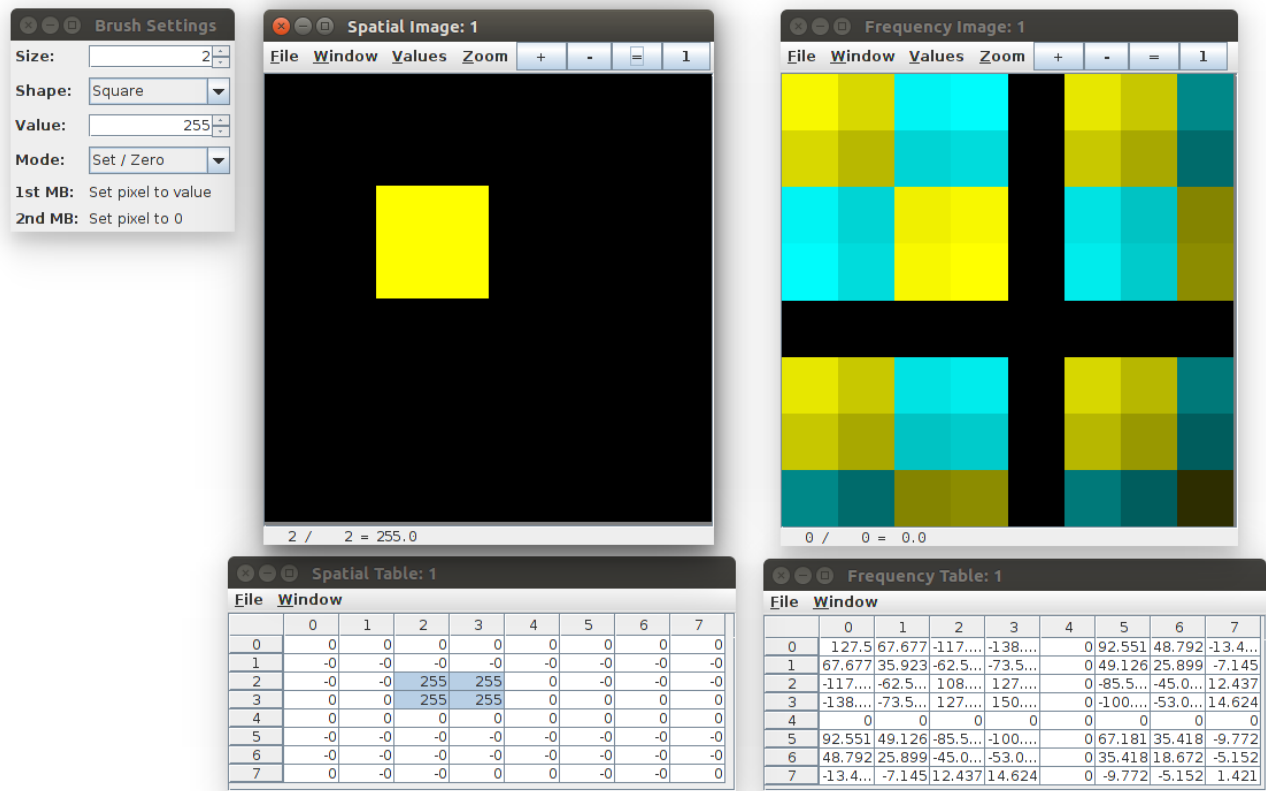 Brush Settings
Size: 2
Shape: Square
Value: 255
Mode: Set / Zero
1st MB: Set pixel to value
2nd MB: Set pixel to 0
Spatial Image: 1
File Window Values Zoom + - = 1
2 / 2 = 255.0
Frequency Image: 1
File Window Values Zoom + - = 1
0 / 0 = 0.0
Spatial Table: 1
File Window
0 1 2 3 4 5 6 7
0 0 0 0 0 0 0 0 0
1 -0 -0 -0 -0 0 -0 -0 -0
2 -0 -0 255 255 0 -0 -0 -0
3 0 0 255 255 0 0 0 0
4 0 0 0 0 0 0 0 0
5 -0 -0 -0 -0 0 -0 -0 -0
6 -0 -0 -0 -0 0 -0 -0 -0
7 0 -0 -0 0 0 -0 -0 0
Frequency Table: 1
File Window
0 1 2 3 4 5 6 7
0 127.5 67.677 -117.... -138.... 0 92.551 48.792 -13.4...
1 67.677 35.923 -62.5... -73.5... 0 49.126 25.899 -7.145
2 -117.... -62.5... 108.... 127.... 0 -85.5... -45.0... 12.437
3 -138.... -73.5... 127.... 150.... 0 -100.... -53.0... 14.624
4 0 0 0 0 0 0 0 0
5 92.551 49.126 -85.5... -100.... 0 67.181 35.418 -9.772
6 48.792 25.899 -45.0... -53.0... 0 35.418 18.672 -5.152
7 -13.4... -7.145 12.437 14.624 0 -9.772 -5.152 1.421